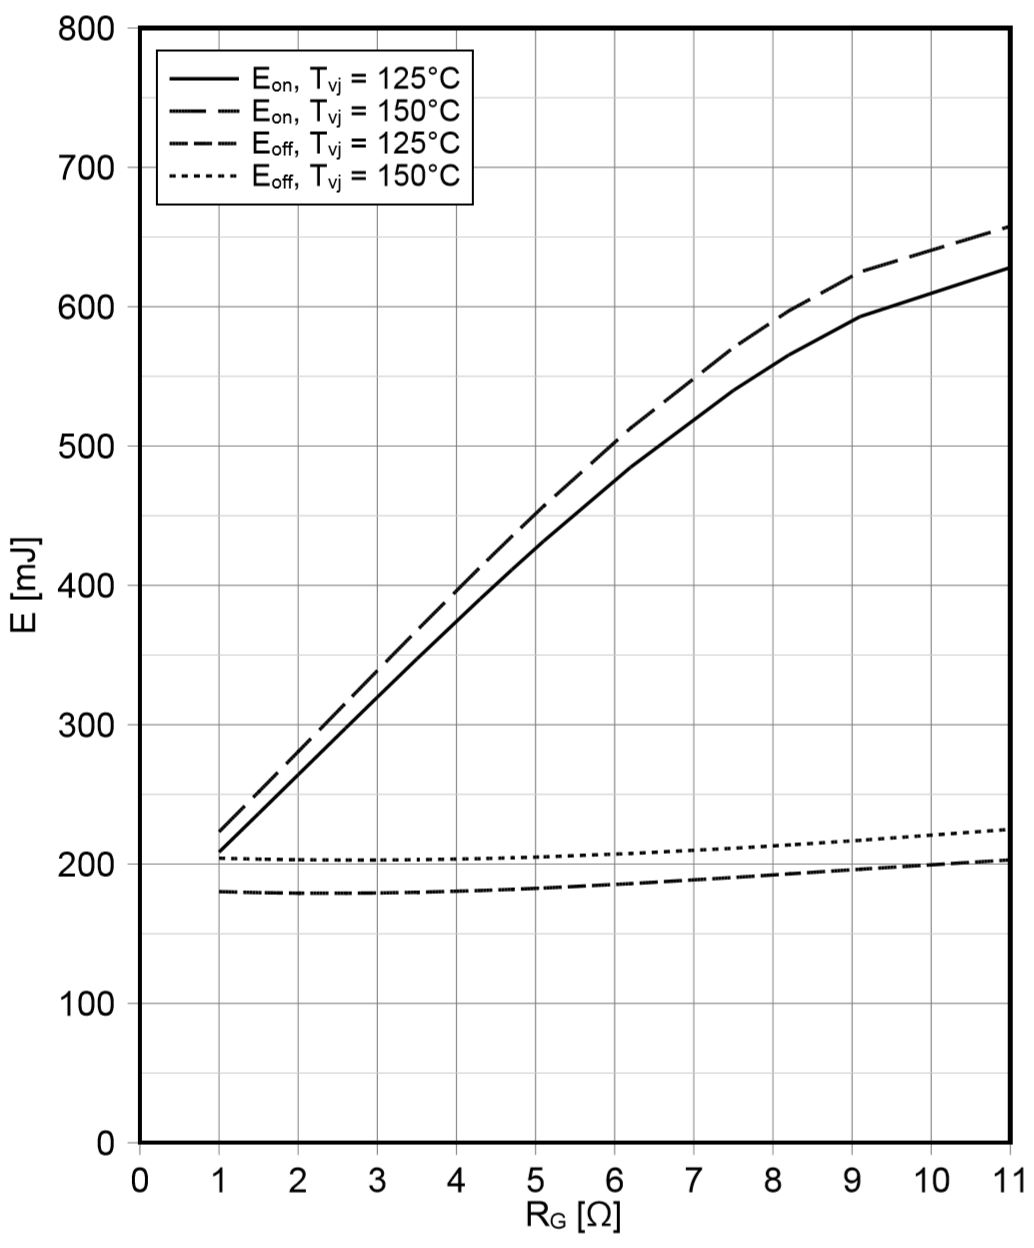 800
700
600
500
400
300
200
100
0
E [mJ]
Eon, Tvj = 125°C
Eon, Tvj = 150°C
Eoff, Tvj = 125°C
Eoff, Tvj = 150°C
0 1 2 3 4 5 6 7 8 9 10 11
RG [Ω]